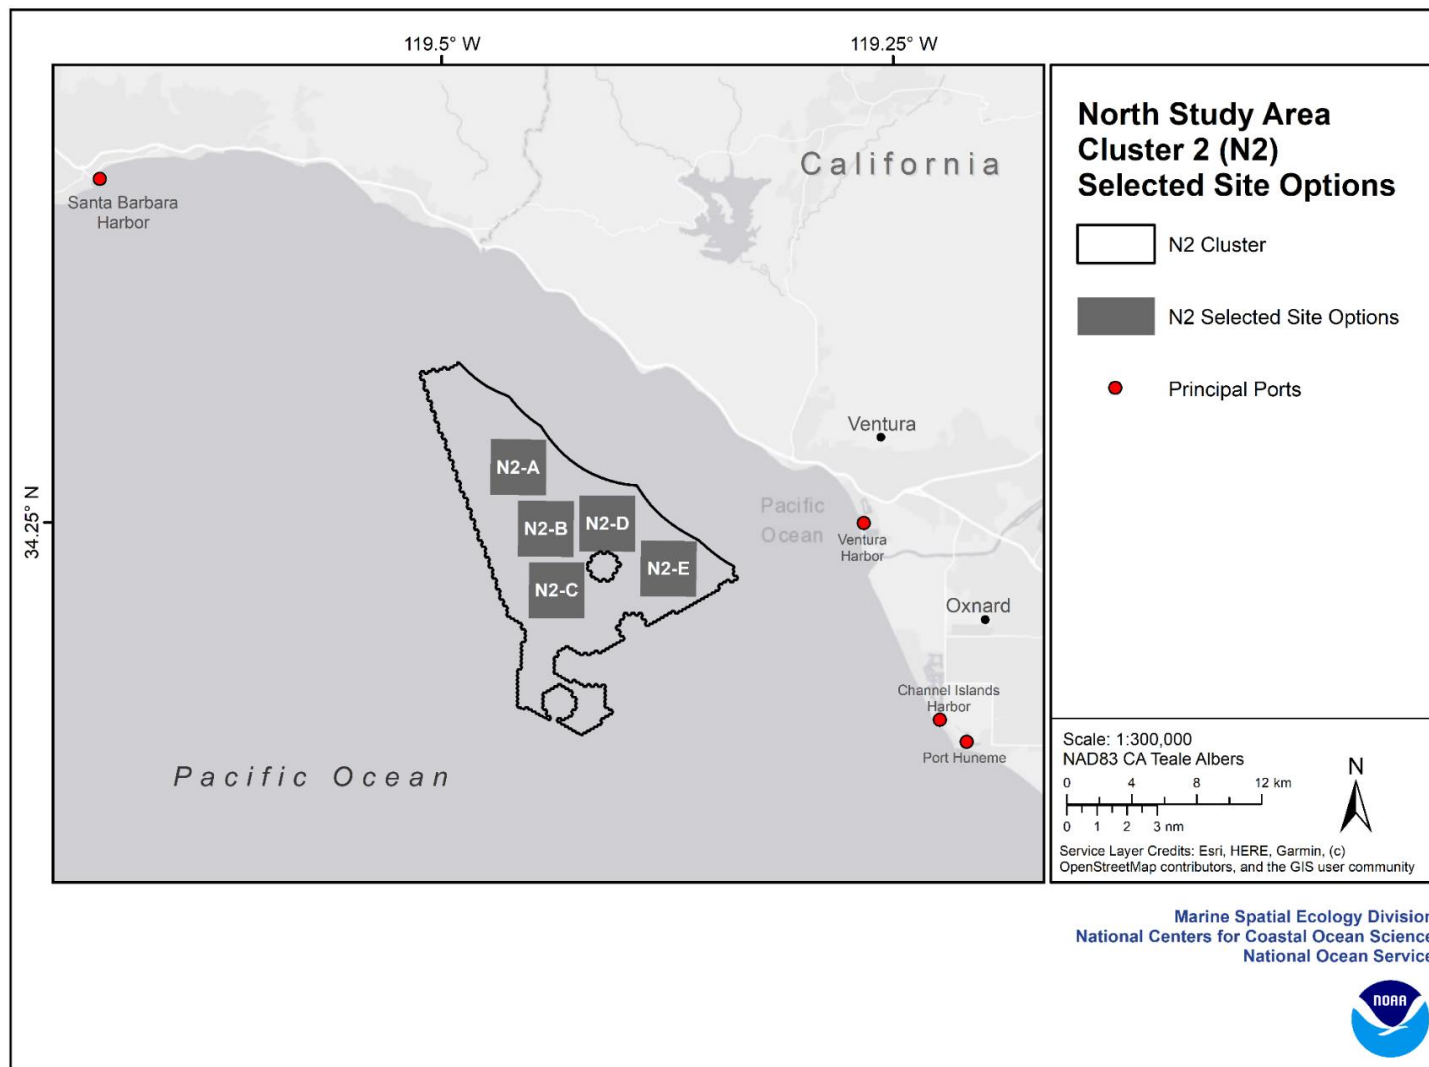 119.5° W
119.25° W
34.25° N
California
Santa Barbara
Harbor
Ventura
Pacific
Ocean
Ventura
Harbor
Oxnard
Channel Islands
Harbor
Port Huneme
Pacific Ocean
N2-A
N2-B
N2-D
N2-E
N2-C
North Study Area
Cluster 2 (N2)
Selected Site Options
N2 Cluster
N2 Selected Site Options
Principal Ports
Scale: 1:300,000
NAD83 CA Teale Albers
0 4 8 12 km
0 1 2 3 nm
N
Service Layer Credits: Esri, HERE, Garmin, (c)
OpenStreetMap contributors, and the GIS user community
Marine Spatial Ecology Division
National Centers for Coastal Ocean Science
National Ocean Service
NOAA